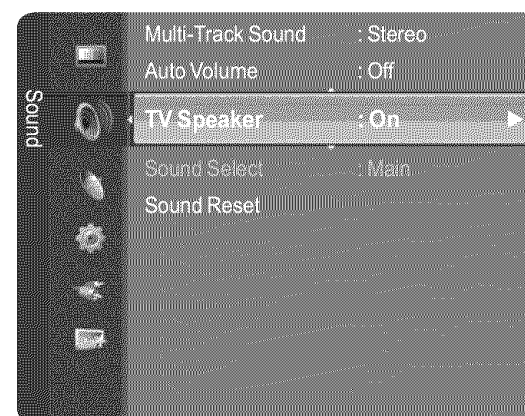 Sound
Multi-Track Sound : Stereo
Auto Volume : Off
TV Speaker : On ►
Sound Select : Main
Sound Reset